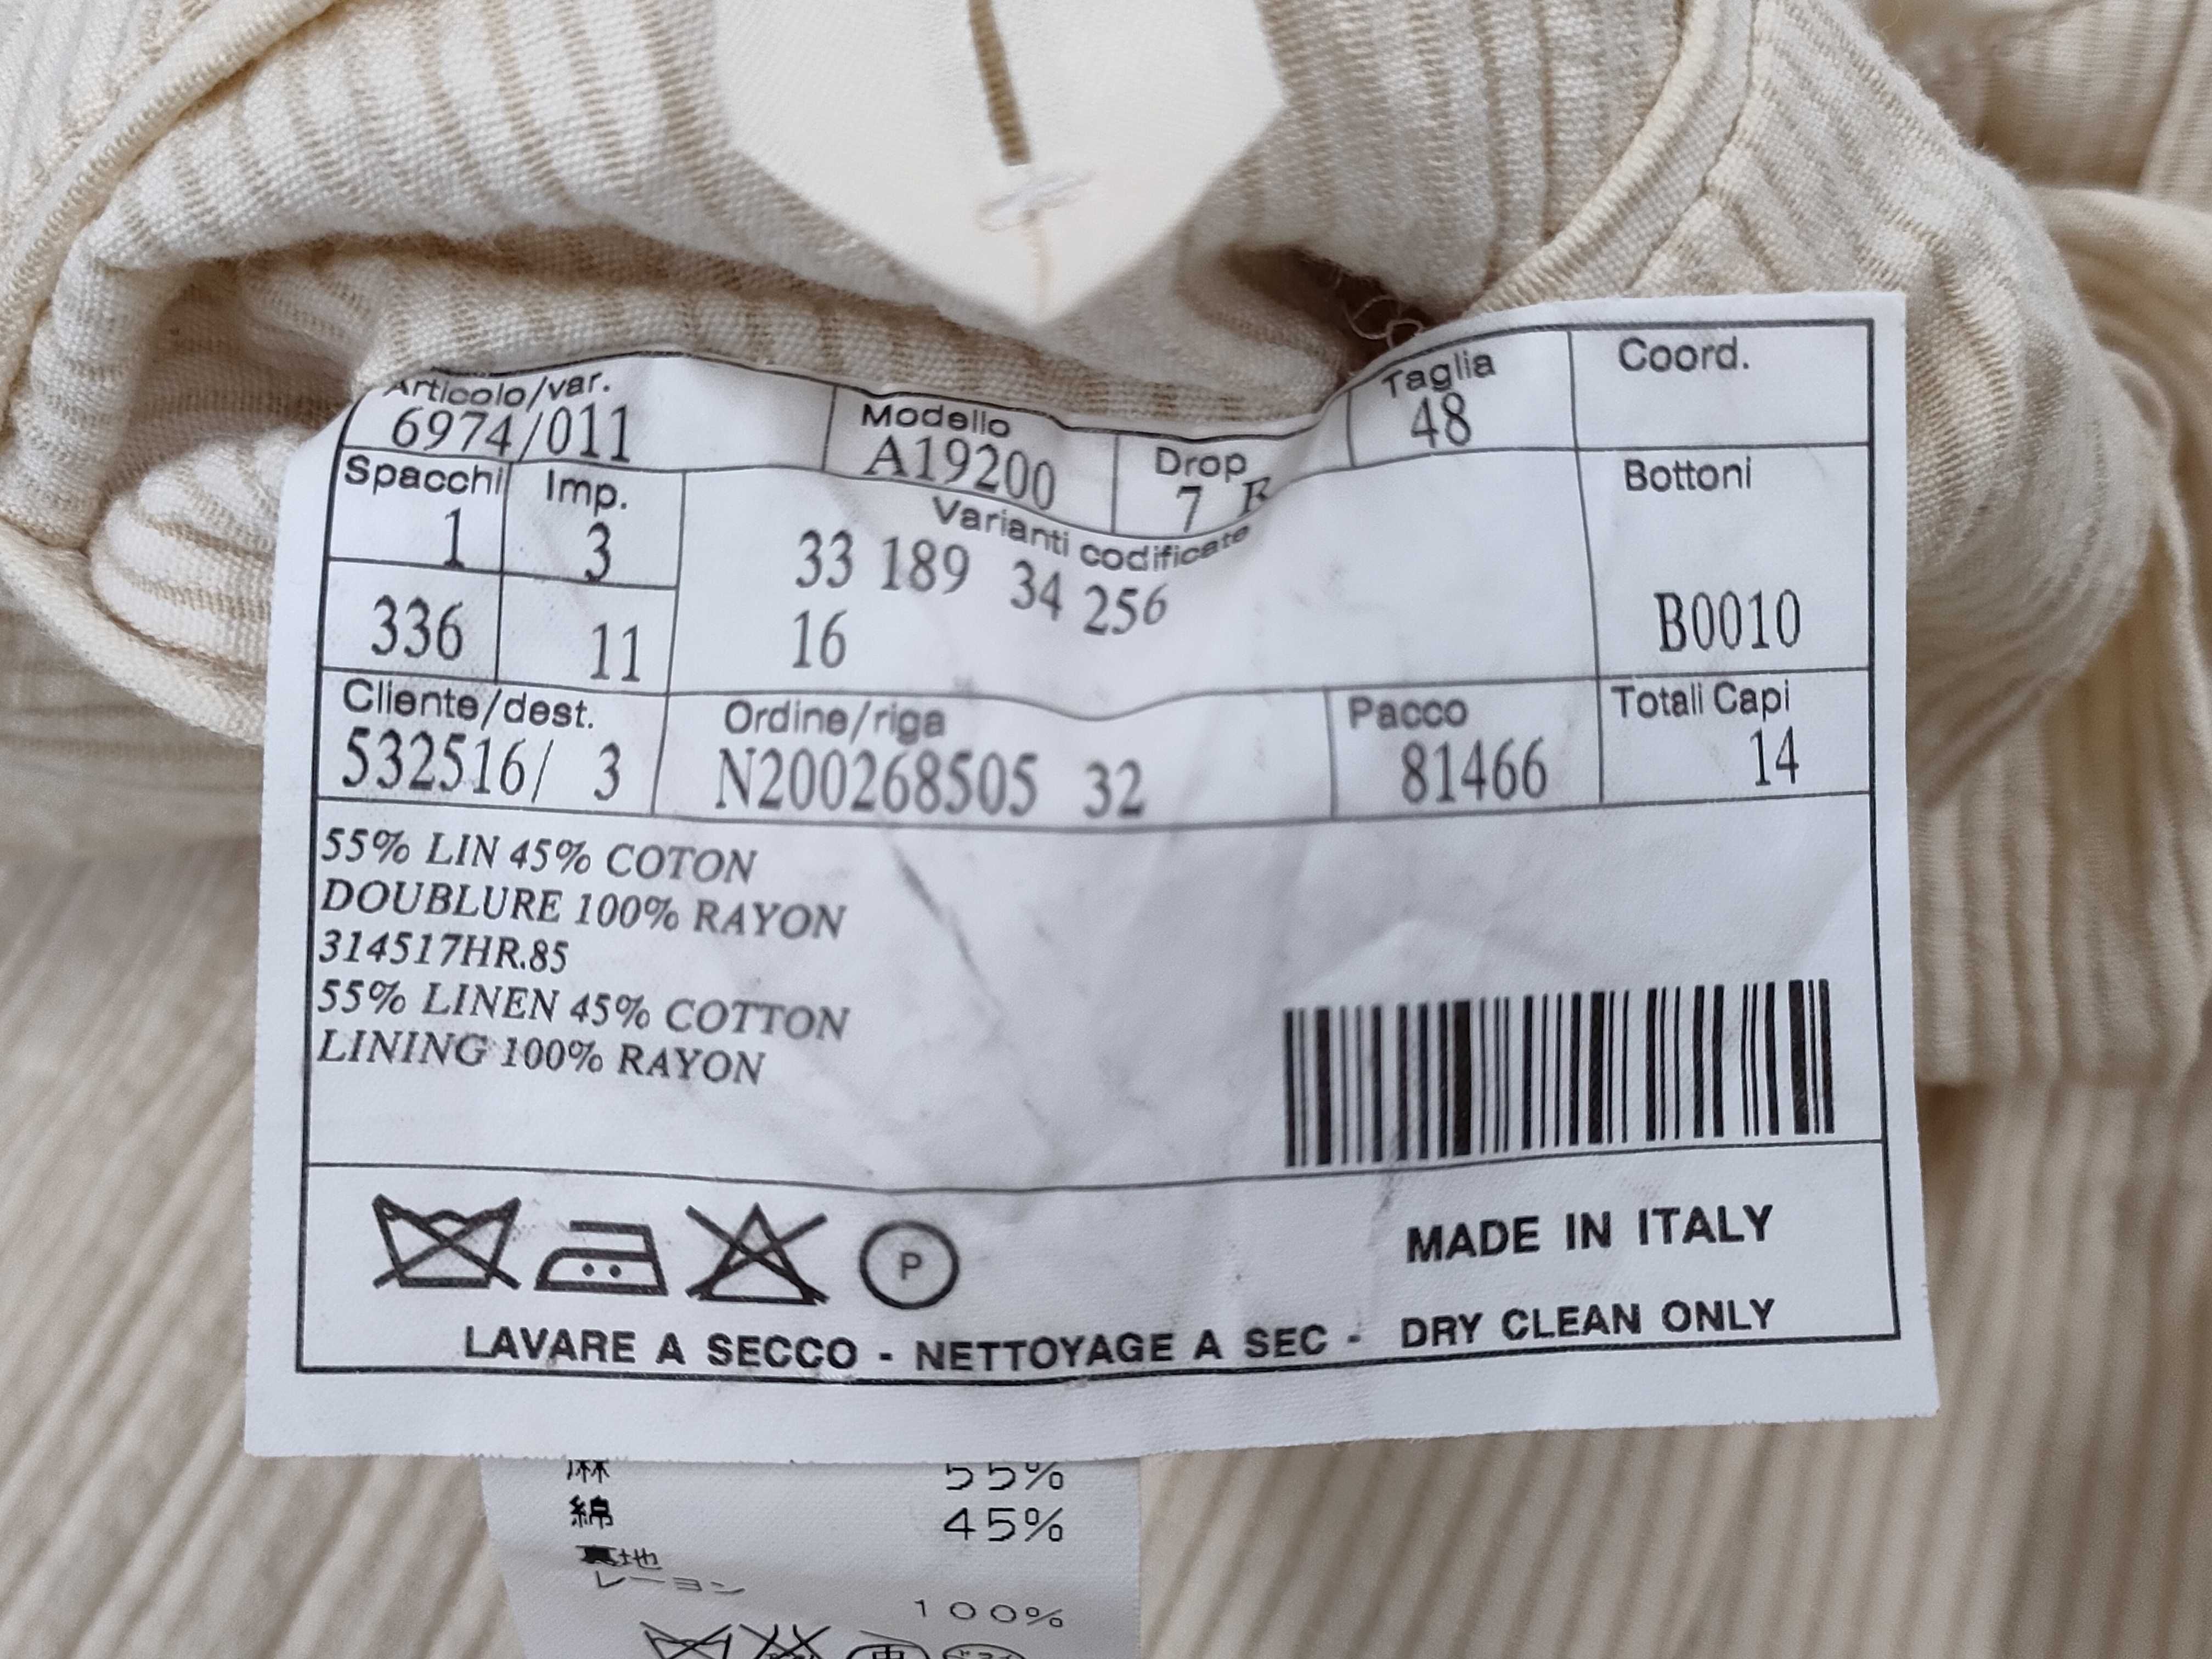 Articolo/var. Modello Drop Taglia Coord.
6974/011 A19200 7 R 48
Spacchi Imp. Varianti codificate Bottoni
1 3 33 189 34 256
336 11 16 B0010
Cliente/dest. Ordine/riga Pacco Totali Capi
532516/ 3 N200268505 32 81466 14
55% LIN 45% COTON
DOUBLURE 100% RAYON
314517HR.85
55% LINEN 45% COTTON
LINING 100% RAYON
P
MADE IN ITALY
LAVARE A SECCO - NETTOYAGE A SEC - DRY CLEAN ONLY
麻 55%
綿 45%
裏地
レーヨン
100%